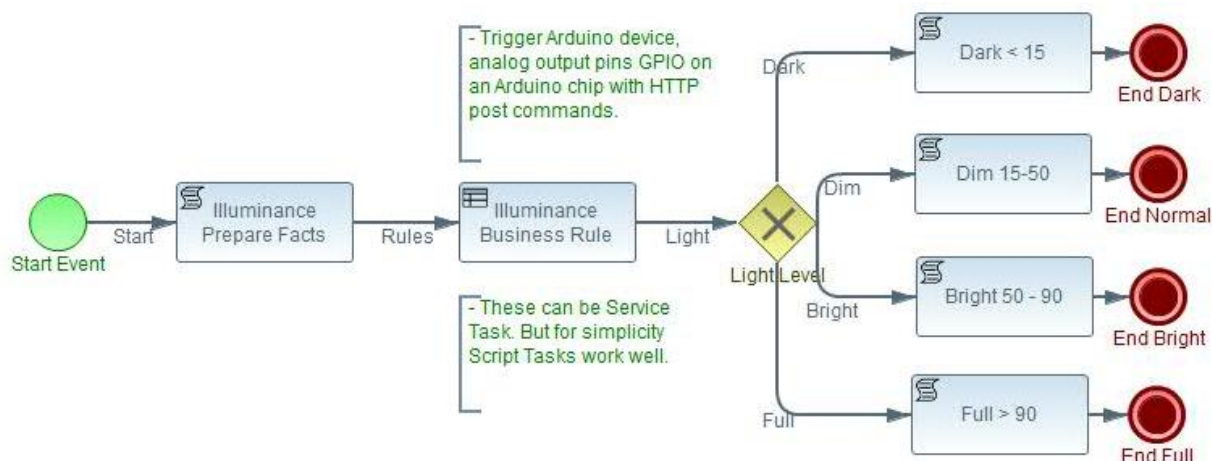 - Trigger Arduino device,
analog output pins GPIO on
an Arduino chip with HTTP
post commands.
Start Event
Start
Illuminance
Prepare Facts
Rules
Illuminance
Business Rule
Light
Light Level
- These can be Service
Task. But for simplicity
Script Tasks work well.
Dark
Dark < 15
End Dark
Dim
Dim 15-50
End Normal
Bright
Bright 50 - 90
End Bright
Full
Full > 90
End Full